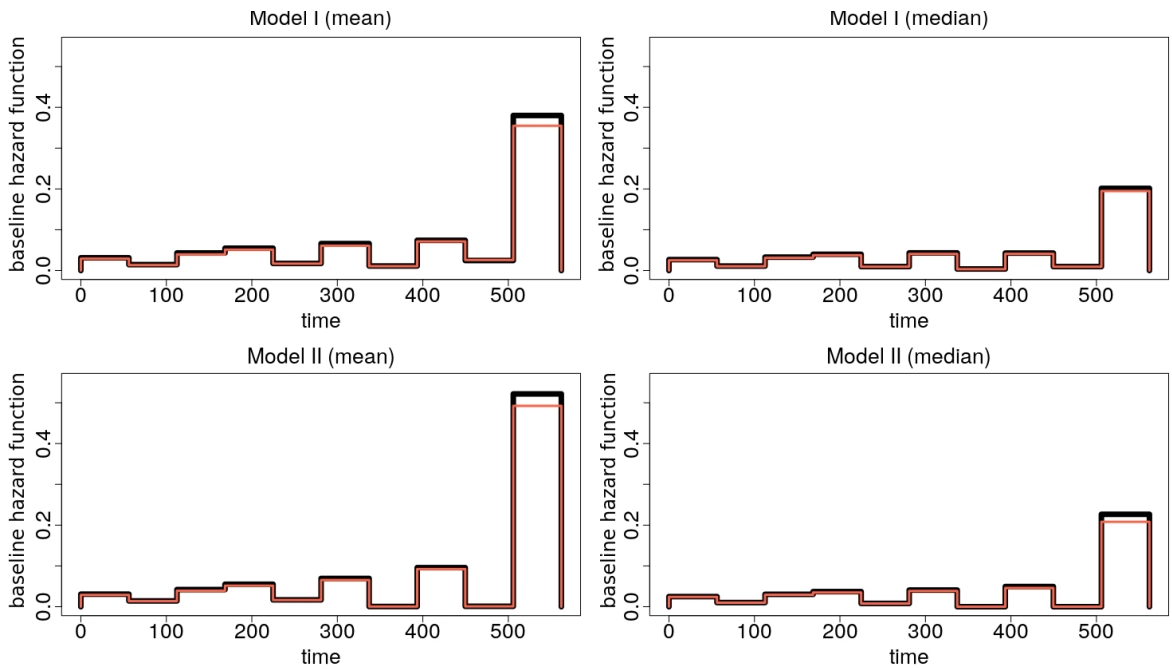 Model I (mean)
baseline hazard function
0.0 0.2 0.4
0 100 200 300 400 500
time
Model I (median)
baseline hazard function
0.0 0.2 0.4
0 100 200 300 400 500
time
Model II (mean)
baseline hazard function
0.0 0.2 0.4
0 100 200 300 400 500
time
Model II (median)
baseline hazard function
0.0 0.2 0.4
0 100 200 300 400 500
time